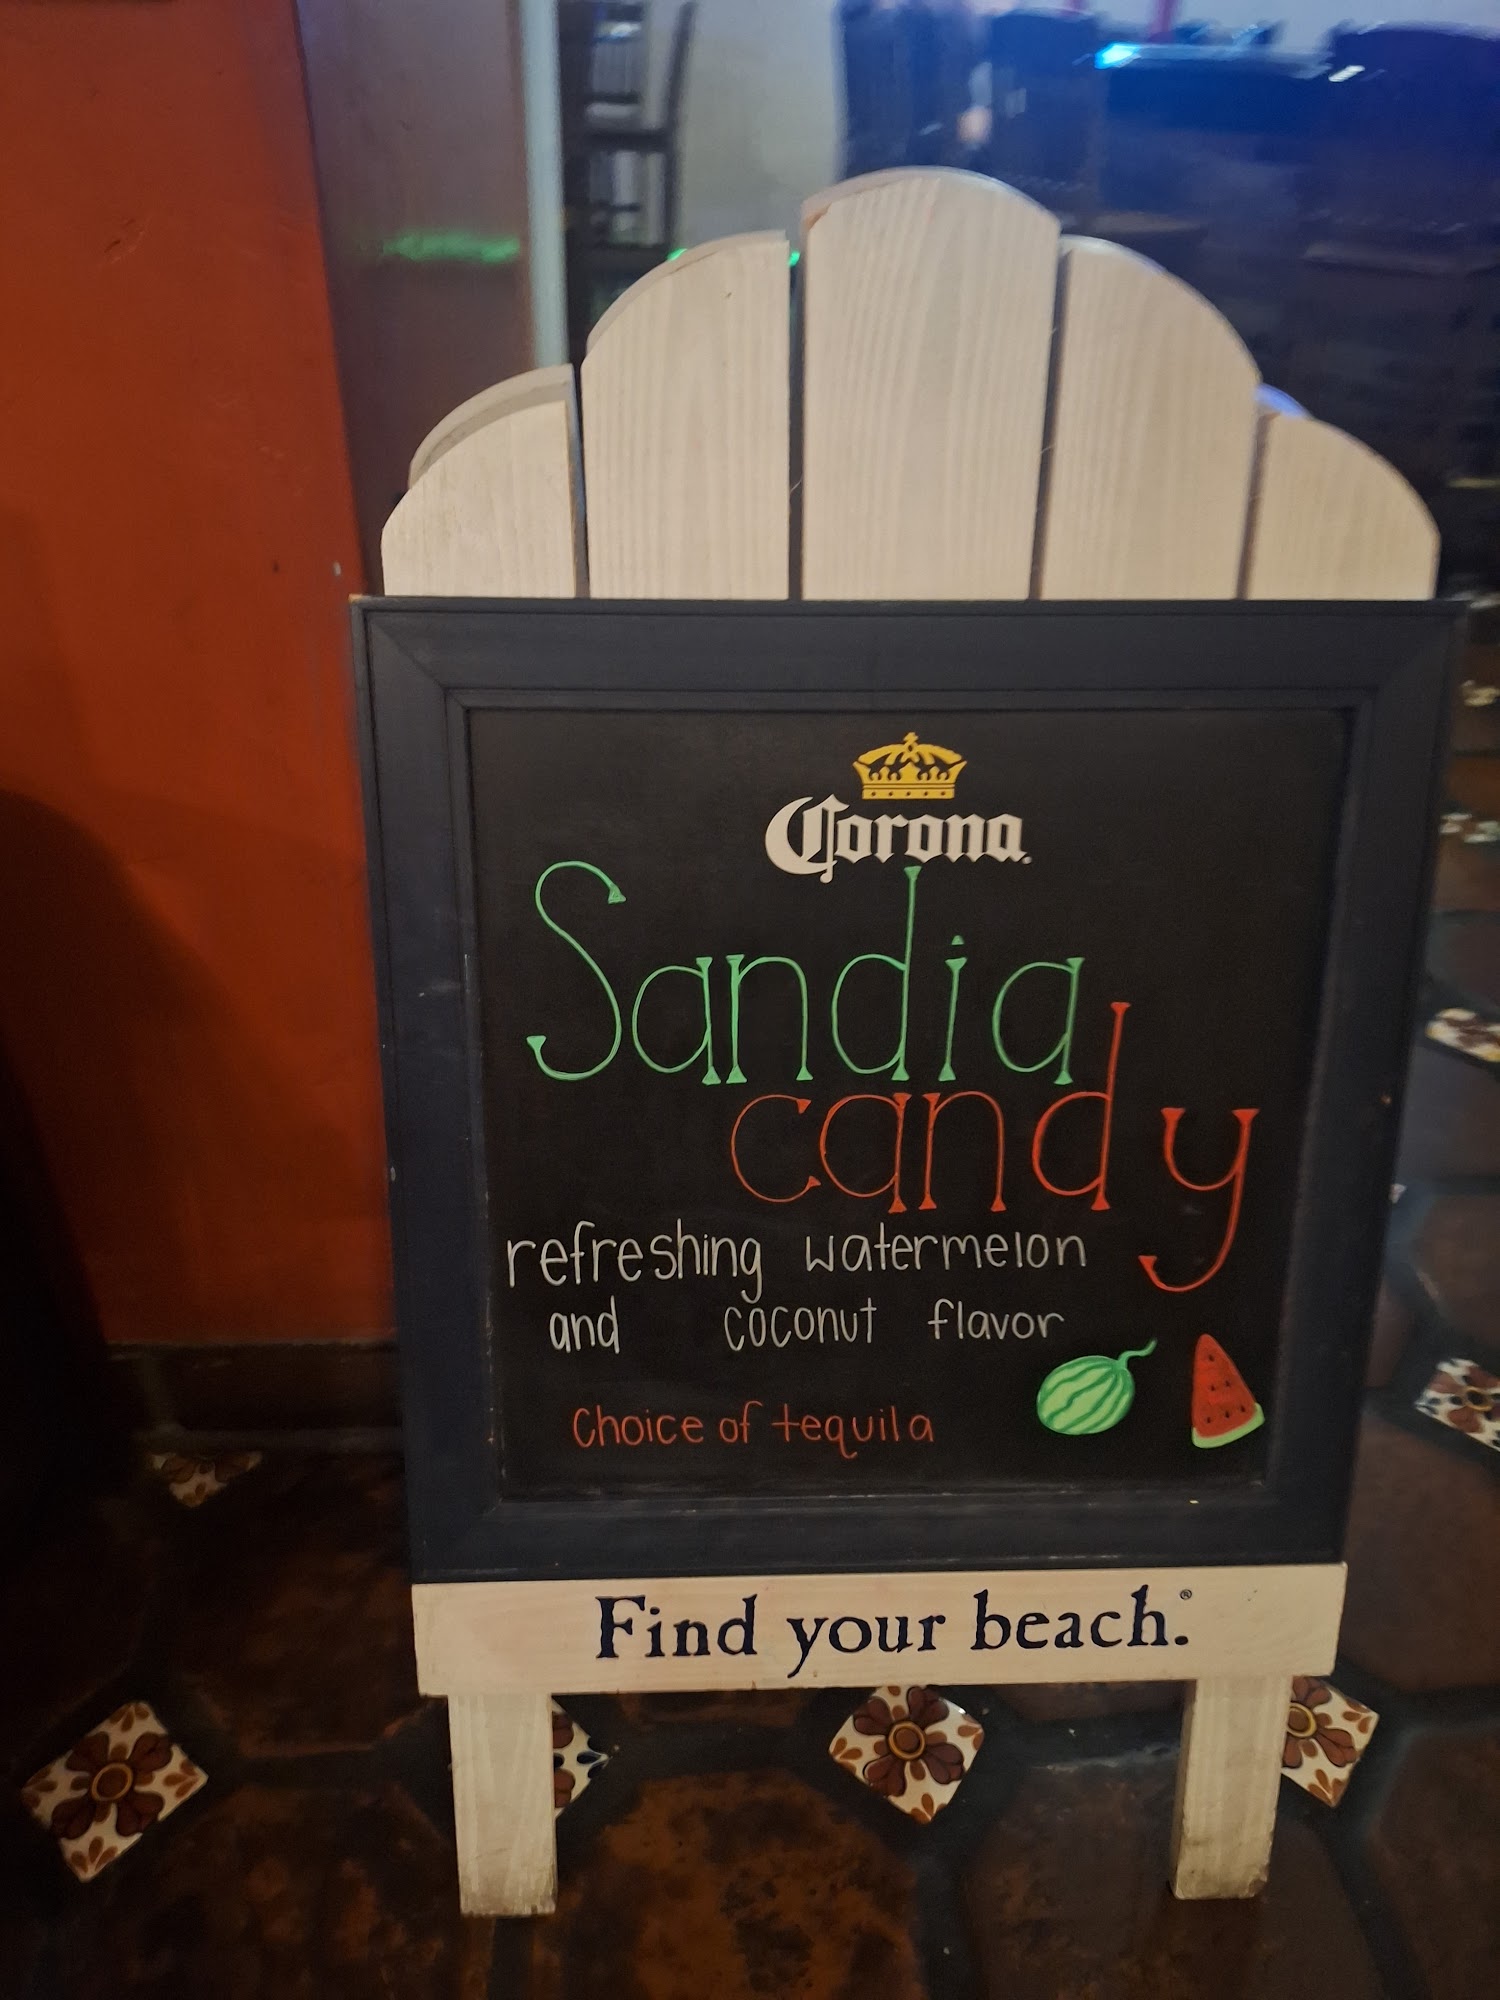 Corona
Sandia
candy
refreshing watermelon
and coconut flavor
Choice of tequila
Find your beach.®